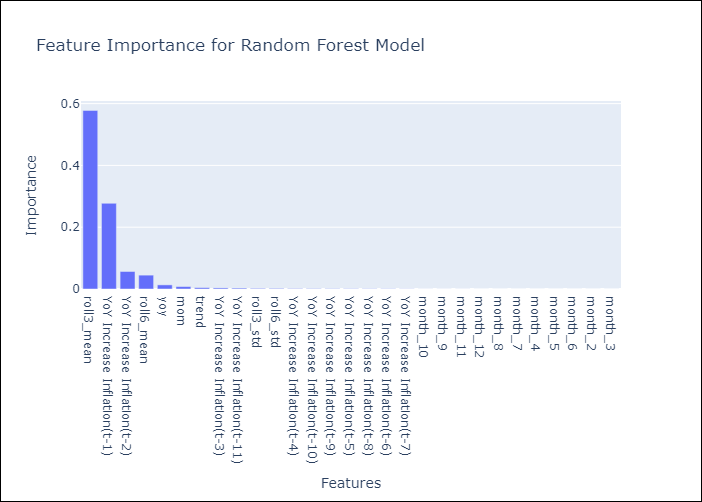 Feature Importance for Random Forest Model
Importance
0.6
0.4
0.2
0
roll3_mean
YoY Increase Inflation(t-1)
YoY Increase Inflation(t-2)
roll6_mean
yoy
mom
trend
YoY Increase Inflation(t-3)
YoY Increase Inflation(t-11)
roll3_std
roll6_std
YoY Increase Inflation(t-4)
YoY Increase Inflation(t-10)
YoY Increase Inflation(t-9)
YoY Increase Inflation(t-5)
YoY Increase Inflation(t-8)
YoY Increase Inflation(t-6)
YoY Increase Inflation(t-7)
month_10
month_9
month_11
month_12
month_8
month_7
month_4
month_5
month_6
month_2
month_3
Features